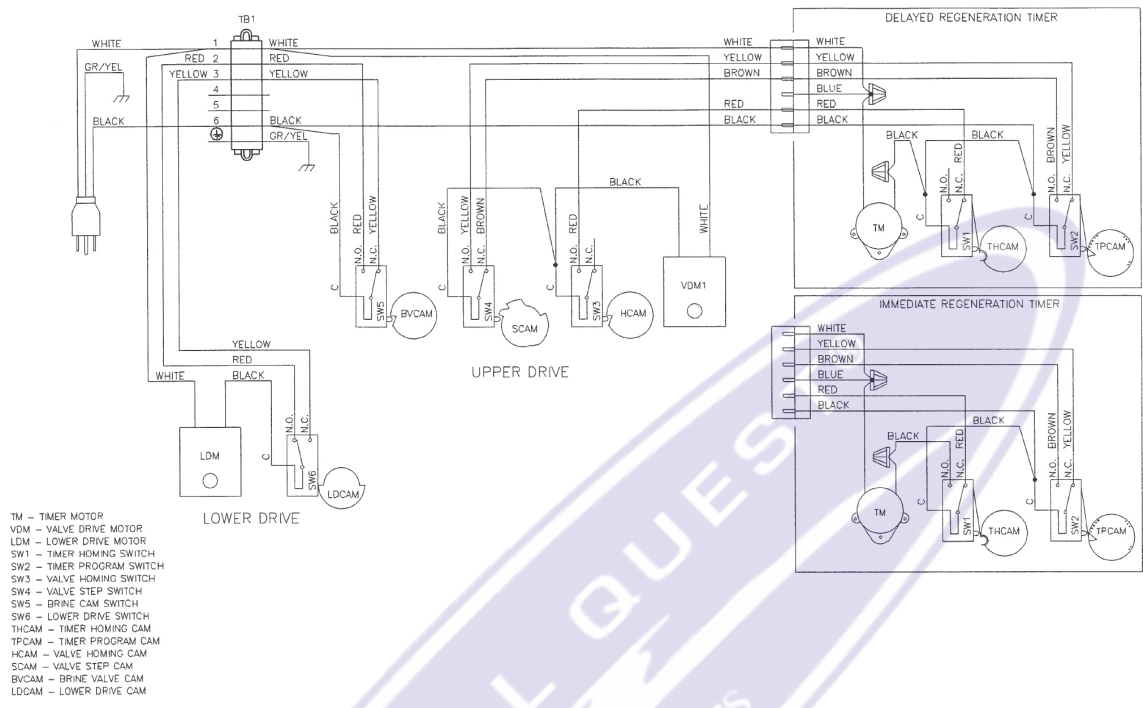 DELAYED REGENERATION TIMER
TB1
WHITE 1 WHITE
RED 2 RED
YELLOW 3 YELLOW
4
5
BLACK 6 BLACK
GR/YEL
GR/YEL
WHITE WHITE
YELLOW YELLOW
BROWN BROWN
BLUE
RED RED
BLACK BLACK
BLACK
BLACK
RED
BROWN
YELLOW
N.O.
N.C.
C
SW1
THCAM
TM
N.O.
N.C.
C
SW2
TPCAM
BLACK
RED
YELLOW
N.O.
N.C.
C
SW5
BVCAM
BLACK
YELLOW
BROWN
N.O.
N.C.
C
SW4
SCAM
BLACK
RED
N.O.
N.C.
C
SW3
HCAM
WHITE
VDM1
UPPER DRIVE
IMMEDIATE REGENERATION TIMER
WHITE
YELLOW
BROWN
BLUE
RED
BLACK
BLACK
BLACK
RED
BROWN
YELLOW
N.O.
N.C.
C
SW1
THCAM
TM
N.O.
N.C.
C
SW2
TPCAM
YELLOW
RED
WHITE
BLACK
N.O.
N.C.
C
SW6
LDM
LDCAM
LOWER DRIVE
TM – TIMER MOTOR
VDM – VALVE DRIVE MOTOR
LDM – LOWER DRIVE MOTOR
SW1 – TIMER HOMING SWITCH
SW2 – TIMER PROGRAM SWITCH
SW3 – VALVE HOMING SWITCH
SW4 – VALVE STEP SWITCH
SW5 – BRINE CAM SWITCH
SW6 – LOWER DRIVE SWITCH
THCAM – TIMER HOMING CAM
TPCAM – TIMER PROGRAM CAM
HCAM – VALVE HOMING CAM
SCAM – VALVE STEP CAM
BVCAM – BRINE VALVE CAM
LDCAM – LOWER DRIVE CAM
L QUEST